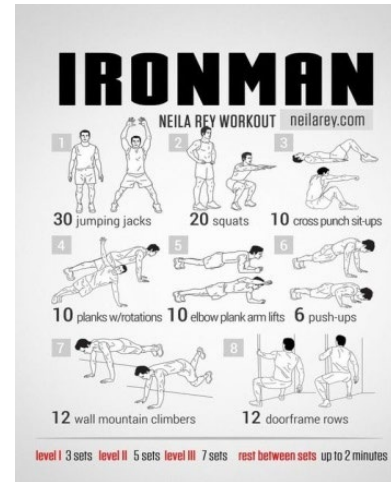 IRONMAN
NEILA REY WORKOUT neilarey.com
1 2 3
30 jumping jacks 20 squats 10 cross punch sit-ups
4 5 6
10 planks w/rotations 10 elbow plank arm lifts 6 push-ups
7 8
12 wall mountain climbers 12 doorframe rows
level I 3 sets level II 5 sets level III 7 sets rest between sets up to 2 minutes